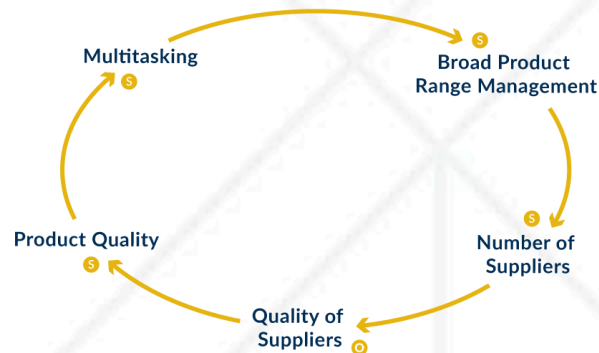 Multitasking
S
S
Broad Product
Range Management
S
Number of
Suppliers
Quality of
Suppliers
O
Product Quality
S